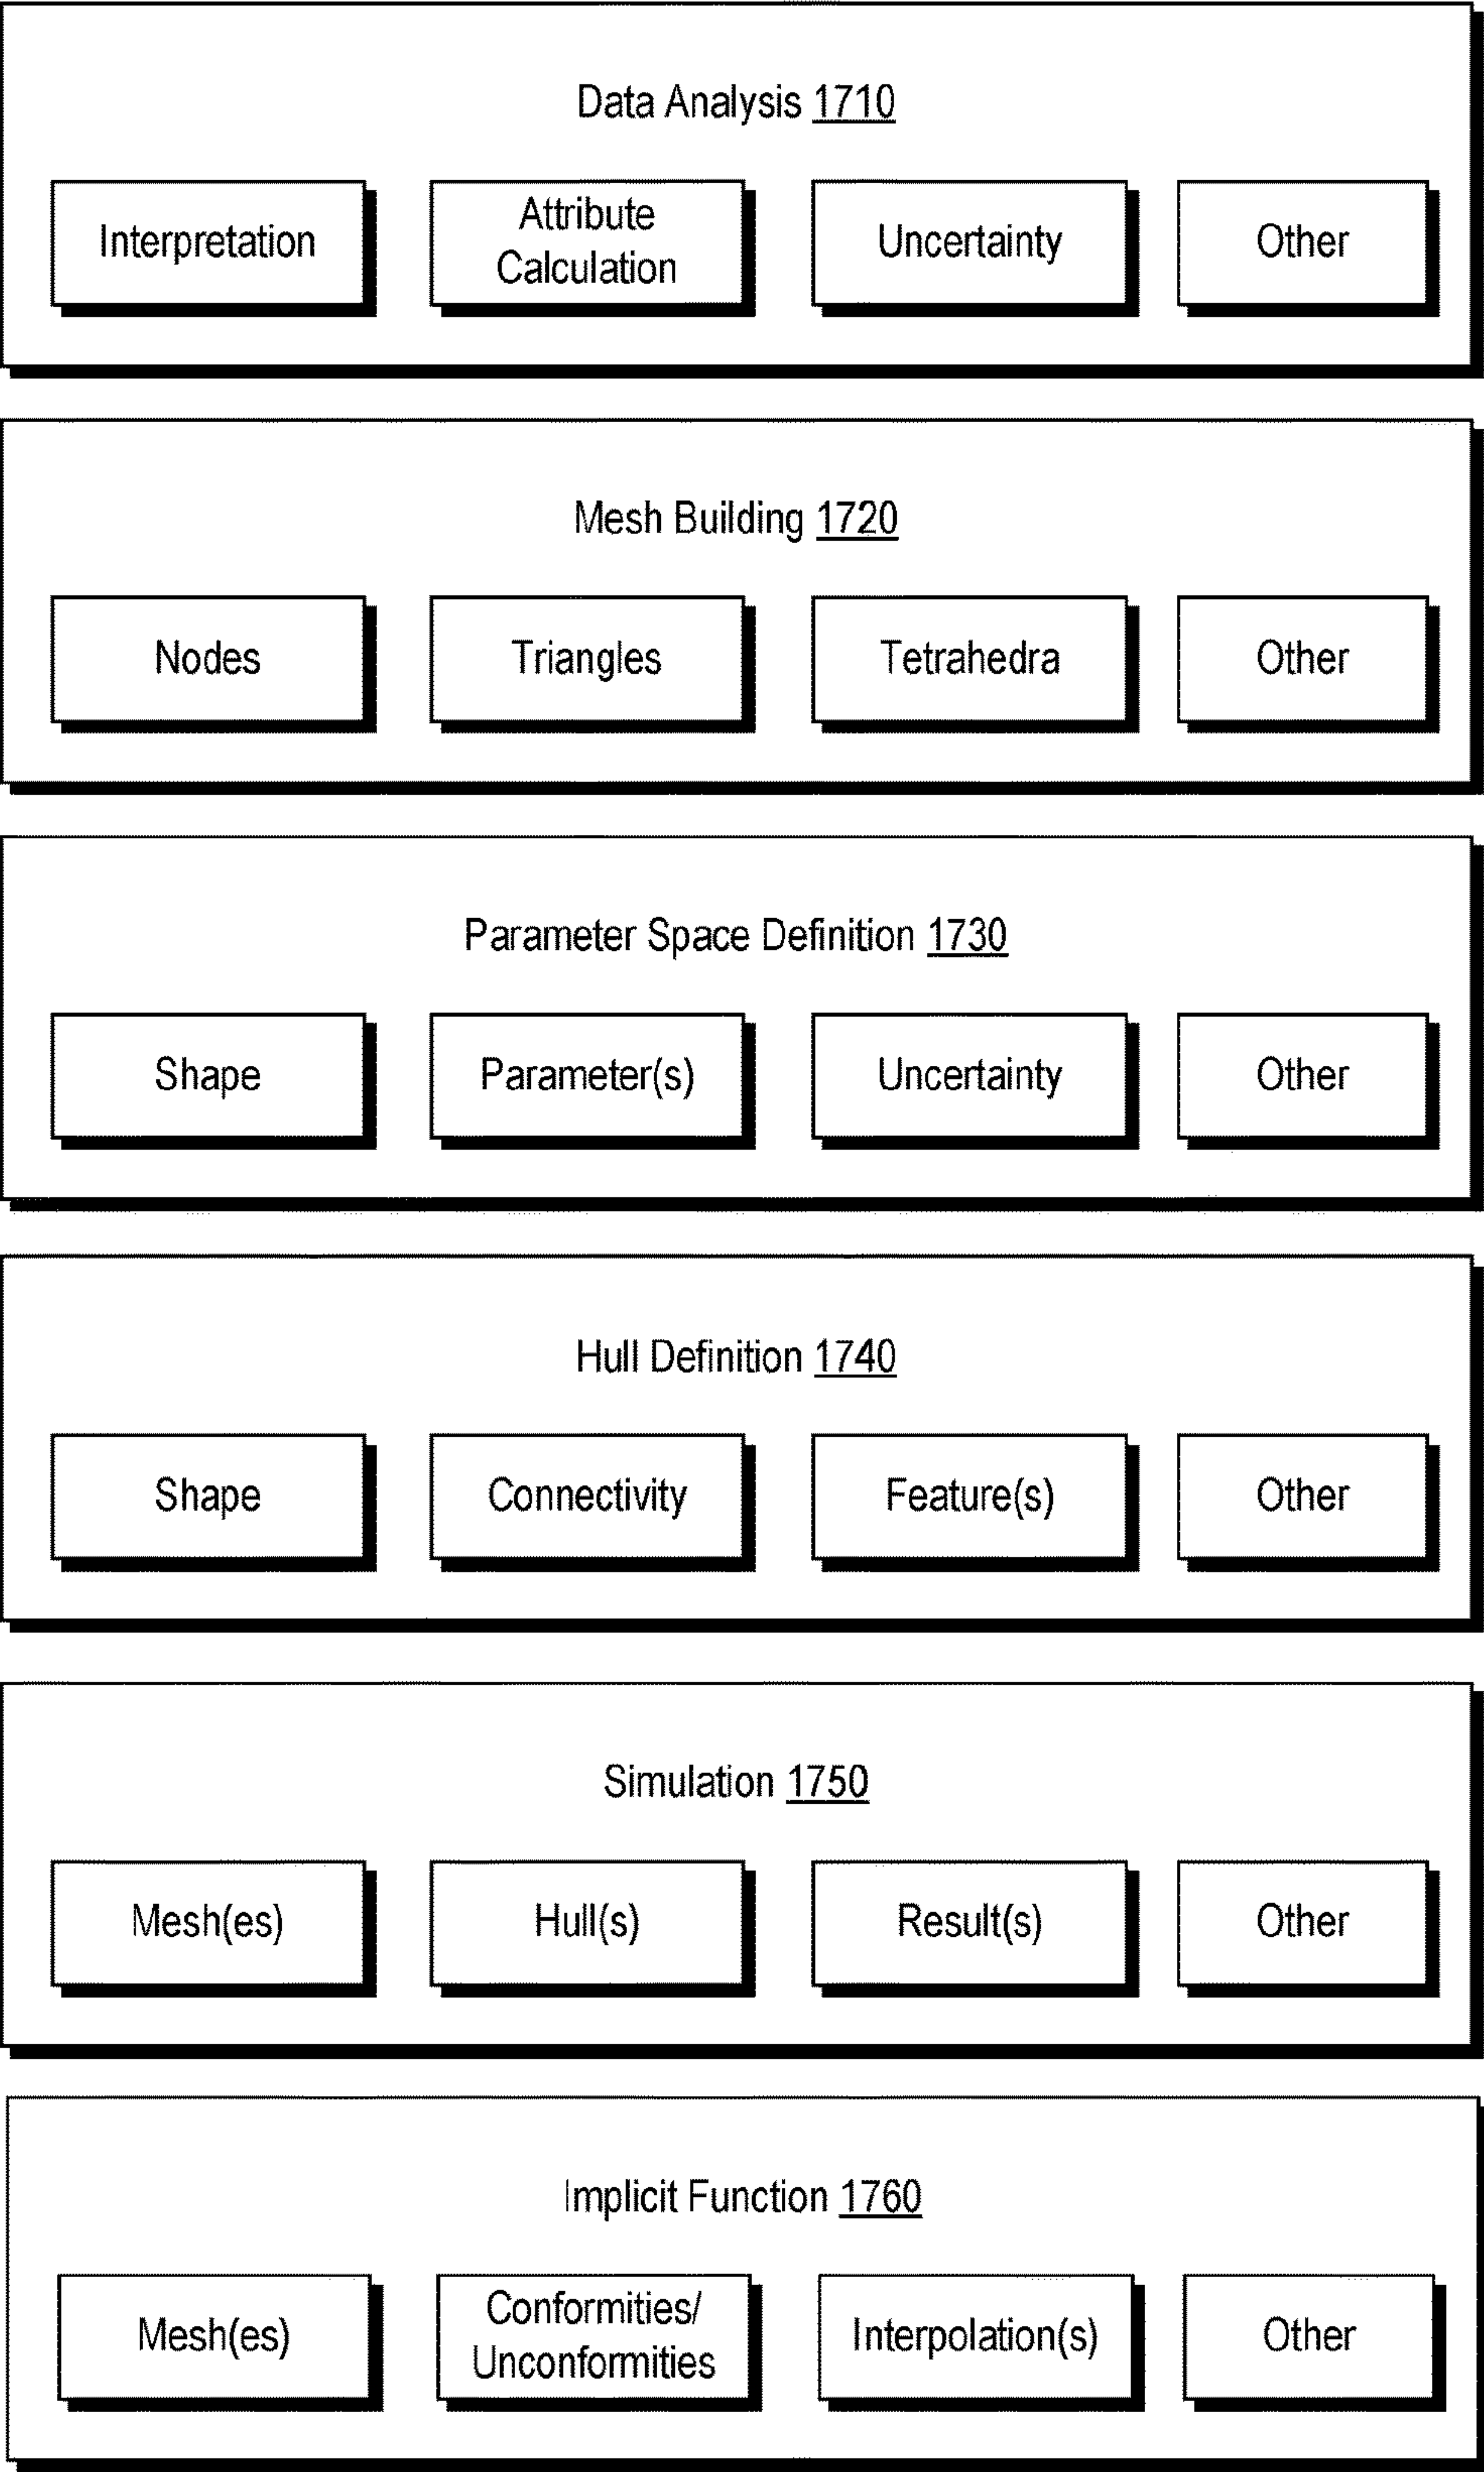 Data Analysis 1710
Interpretation
Attribute
Calculation
Uncertainty
Other
Mesh Building 1720
Nodes
Triangles
Tetrahedra
Other
Parameter Space Definition 1730
Shape
Parameter(s)
Uncertainty
Other
Hull Definition 1740
Shape
Connectivity
Feature(s)
Other
Simulation 1750
Mesh(es)
Hull(s)
Result(s)
Other
Implicit Function 1760
Mesh(es)
Conformities/
Unconformities
Interpolation(s)
Other